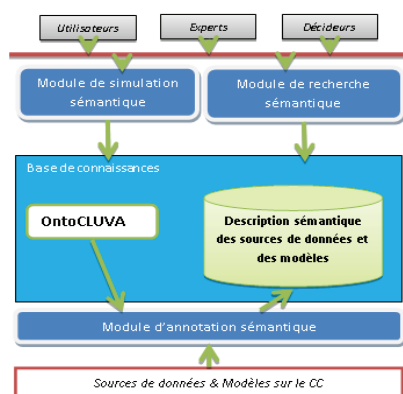 Utilisateurs
Experts
Décideurs
Module de simulation
sémantique
Module de recherche
sémantique
Base de connaissances
OntoCLUVA
Description sémantique
des sources de données et
des modèles
Module d'annotation sémantique
Sources de données & Modèles sur le CC